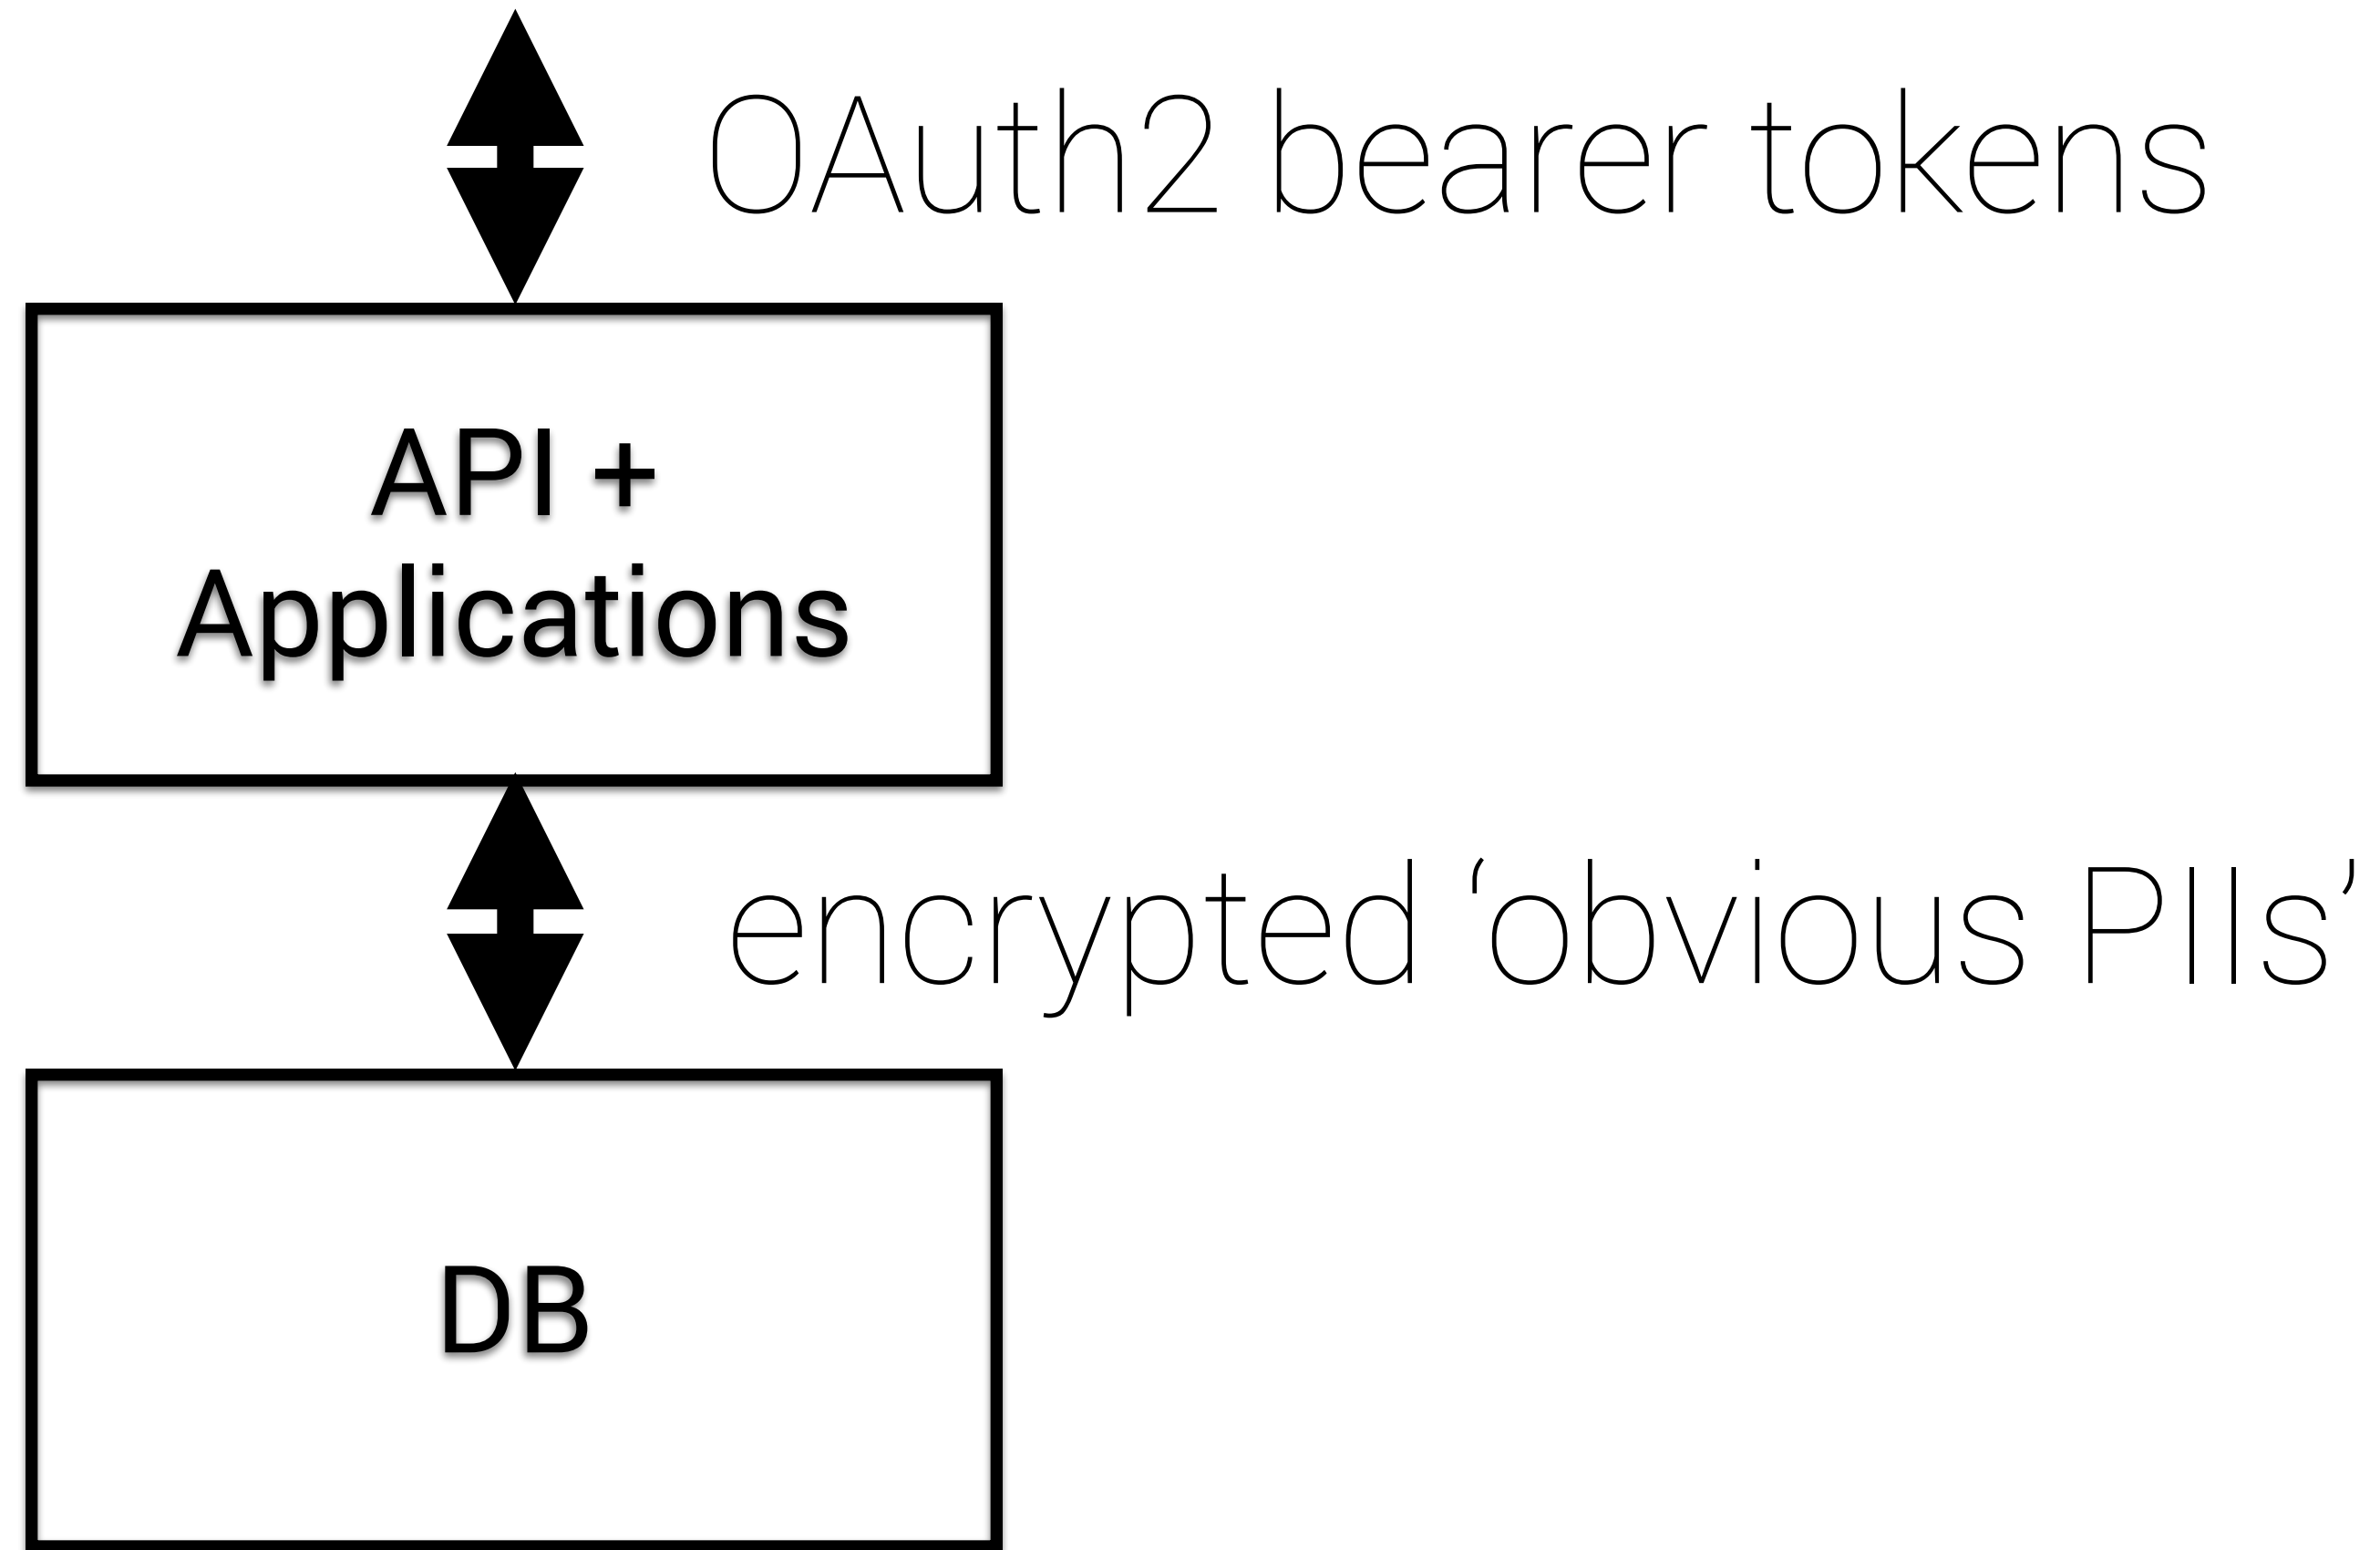 OAuth2 bearer tokens
API +
Applications
encrypted ‘obvious PIIs’
DB